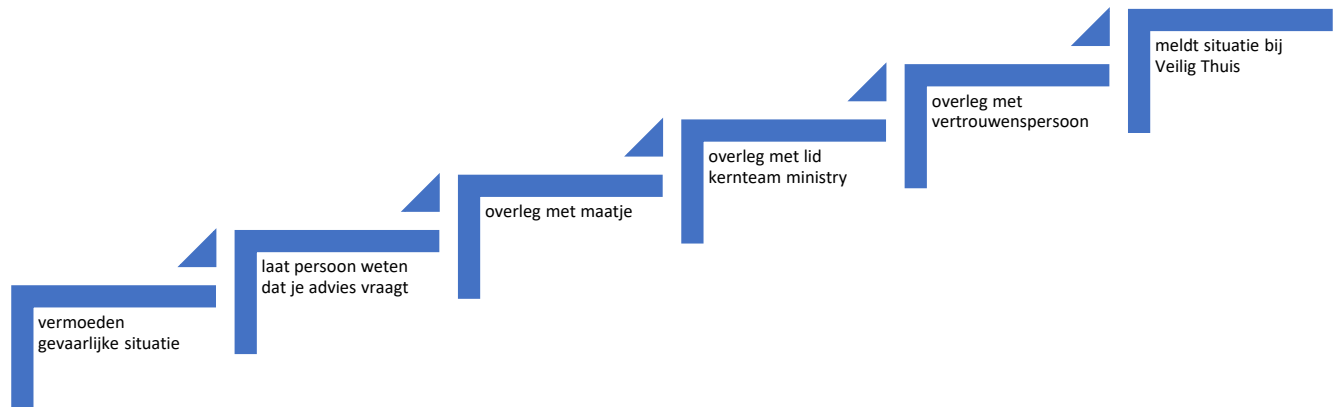 vermoeden
gevaarlijke situatie
laat persoon weten
dat je advies vraagt
overleg met maatje
overleg met lid
kernteam ministry
overleg met
vertrouwenspersoon
meldt situatie bij
Veilig Thuis